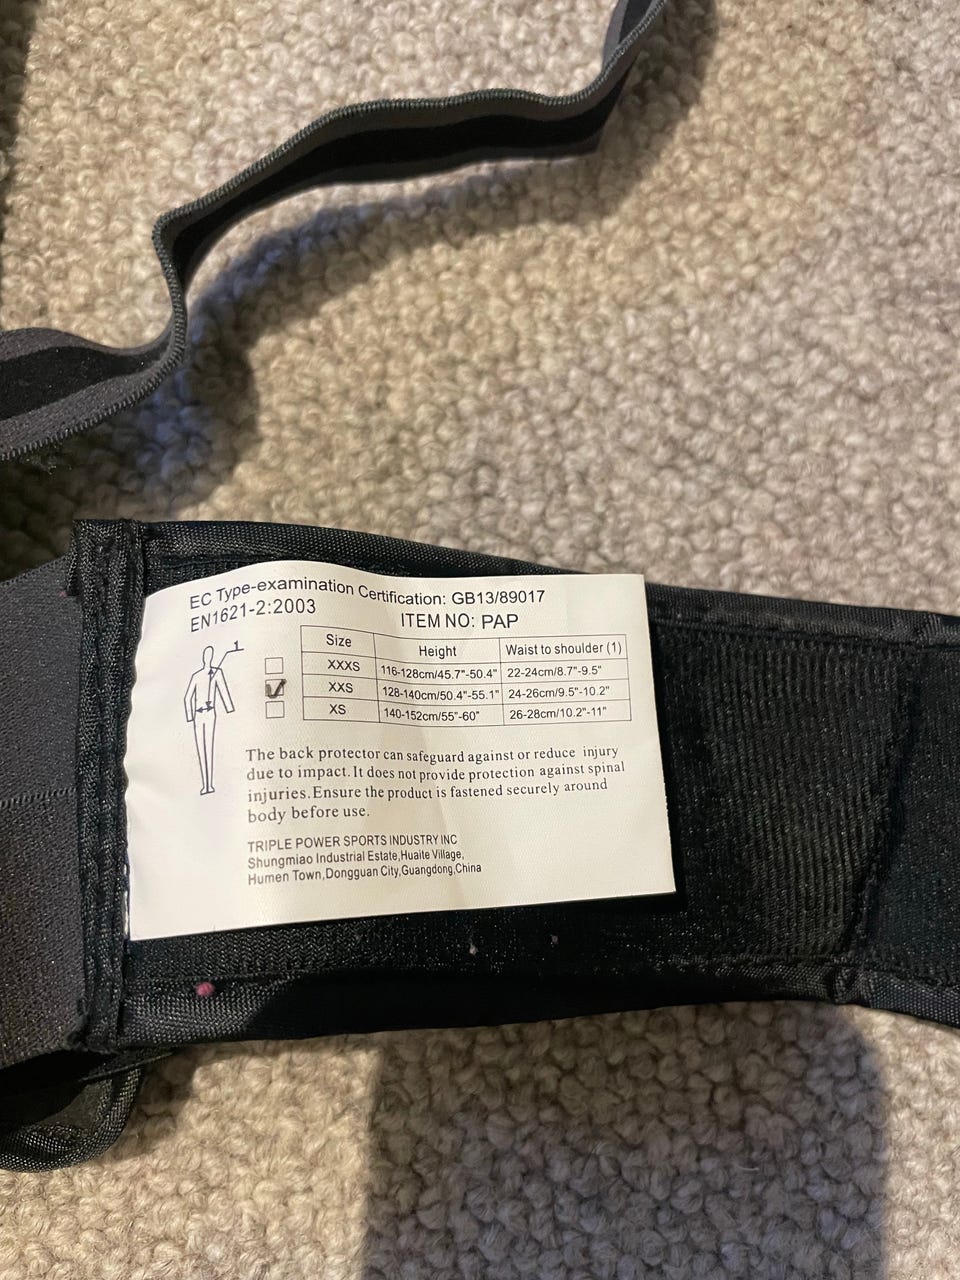 EC Type-examination Certification: GB13/89017
EN1621-2:2003
ITEM NO: PAP
1
Size Height Waist to shoulder (1)
XXXS 116-128cm/45.7"-50.4" 22-24cm/8.7"-9.5"
XXS 128-140cm/50.4"-55.1" 24-26cm/9.5"-10.2"
XS 140-152cm/55"-60" 26-28cm/10.2"-11"
The back protector can safeguard against or reduce injury
due to impact. It does not provide protection against spinal
injuries. Ensure the product is fastened securely around
body before use.
TRIPLE POWER SPORTS INDUSTRY INC
Shungmiao Industrial Estate,Huaite Village,
Humen Town,Dongguan City,Guangdong,China